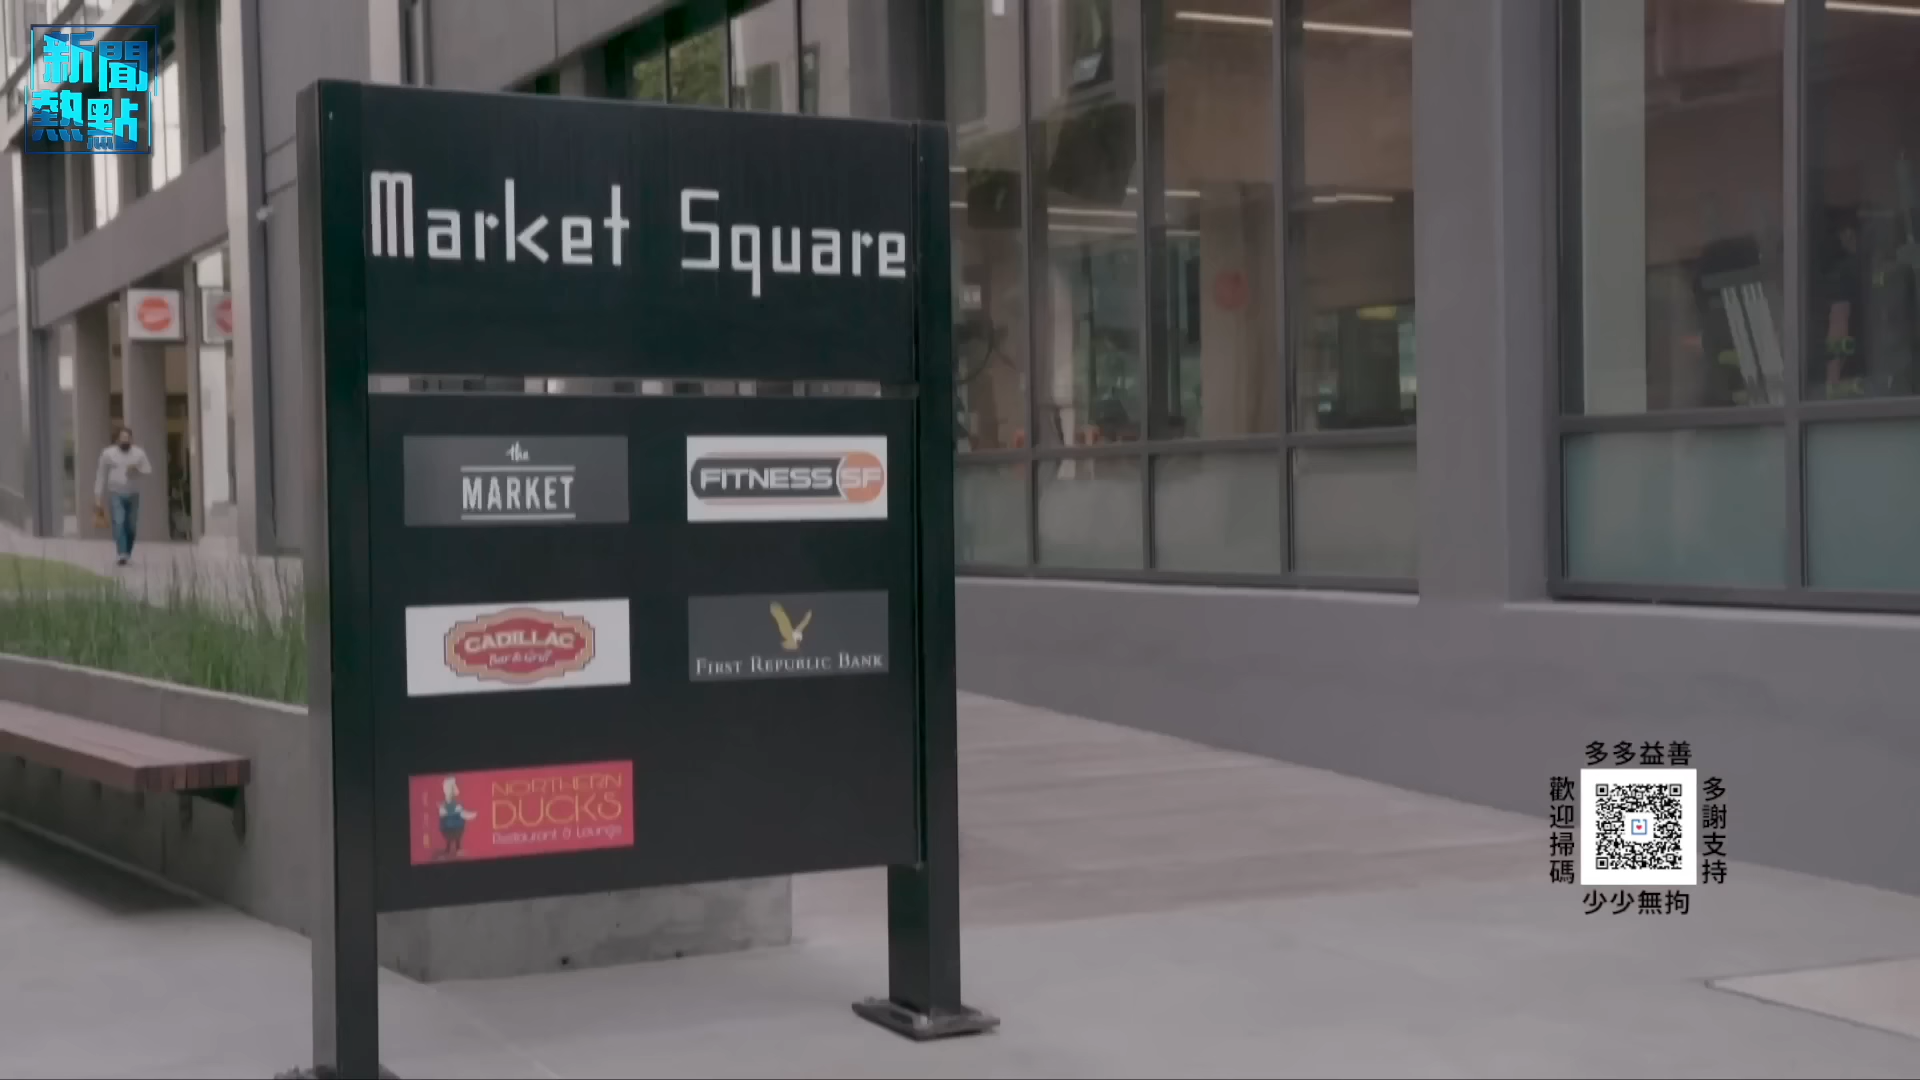 新聞
熱點
Market Square
the
MARKET
FITNESS SF
CADILLAC
Bar & Grill
FIRST REPUBLIC BANK
NORTHERN
DUCKS
Restaurant & Lounge
多多益善
歡迎掃碼
多謝支持
少少無拘